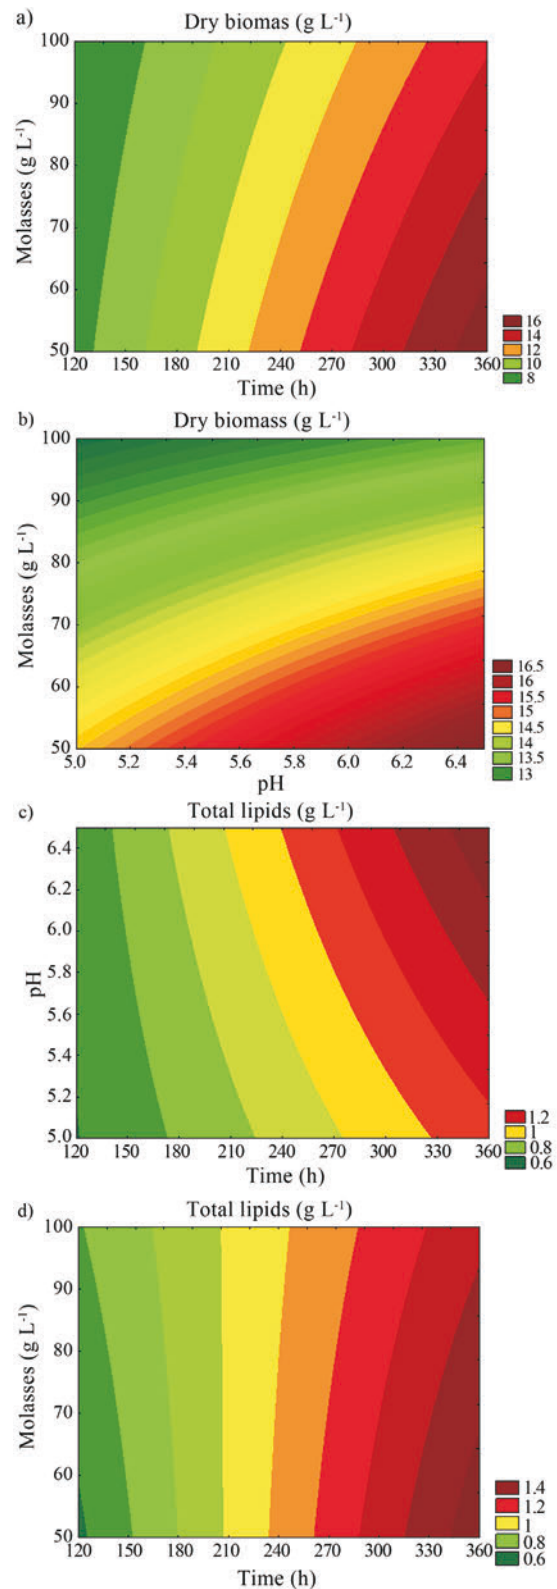 a)
Dry biomas (g L⁻¹)
Molasses (g L⁻¹)
100
90
80
70
60
50
120 150 180 210 240 270 300 330 360
Time (h)
16
14
12
10
8
b)
Dry biomass (g L⁻¹)
Molasses (g L⁻¹)
100
90
80
70
60
50
5.0 5.2 5.4 5.6 5.8 6.0 6.2 6.4
pH
16.5
16
15.5
15
14.5
14
13.5
13
c)
Total lipids (g L⁻¹)
pH
6.4
6.2
6.0
5.8
5.6
5.4
5.2
5.0
120 150 180 210 240 270 300 330 360
Time (h)
1.2
1
0.8
0.6
d)
Total lipids (g L⁻¹)
Molasses (g L⁻¹)
100
90
80
70
60
50
120 150 180 210 240 270 300 330 360
Time (h)
1.4
1.2
1
0.8
0.6